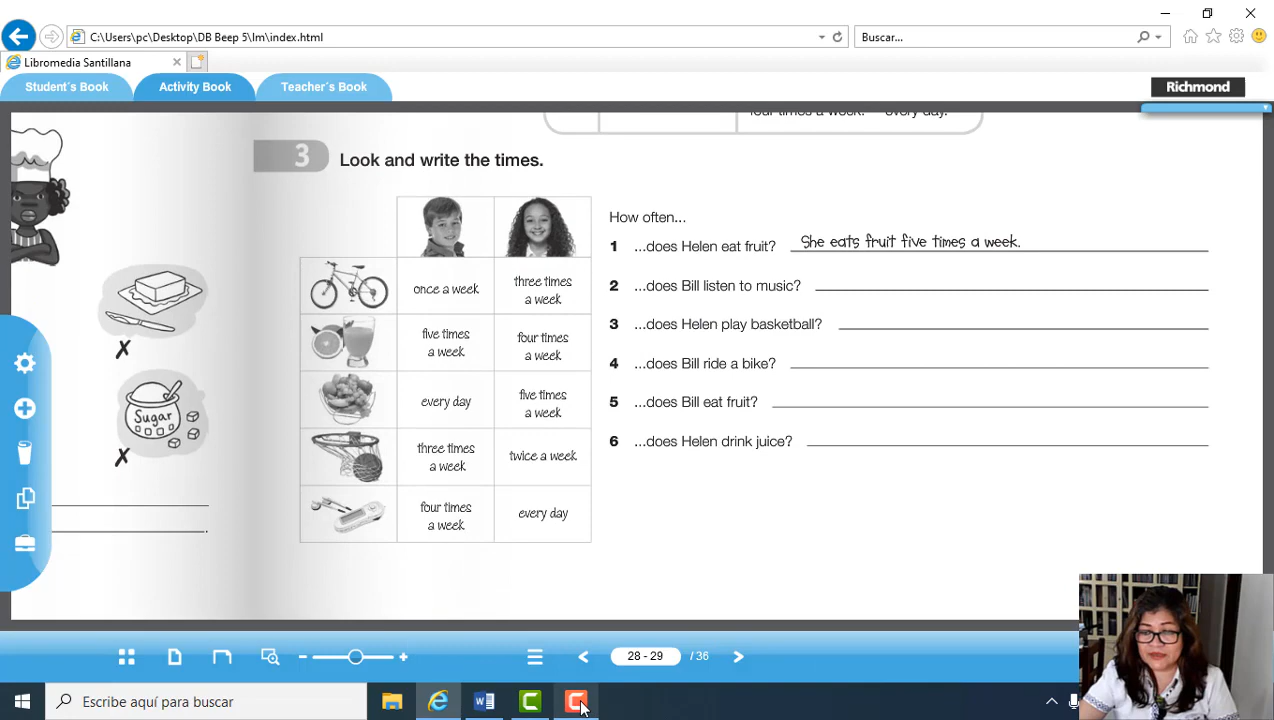 C:\Users\pc\Desktop\DB Beep 5\lm\index.html
Buscar...
Libromedia Santillana
Student´s Book
Activity Book
Teacher´s Book
Richmond
four times a week. every day.
3 Look and write the times.
once a week
three times
a week
five times
a week
four times
a week
every day
five times
a week
three times
a week
twice a week
four times
a week
every day
Sugar
How often...
1 ...does Helen eat fruit? She eats fruit five times a week.
2 ...does Bill listen to music?
3 ...does Helen play basketball?
4 ...does Bill ride a bike?
5 ...does Bill eat fruit?
6 ...does Helen drink juice?
28 - 29 / 36
Escribe aquí para buscar